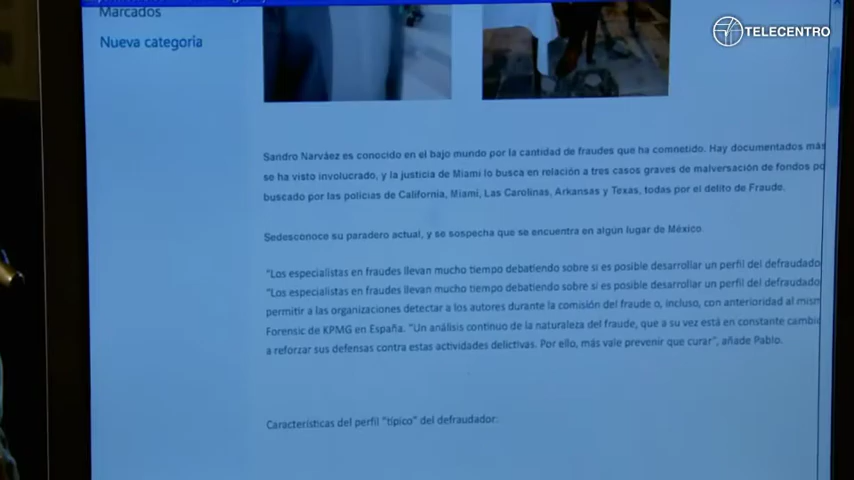 TELECENTRO
Marcados
Nueva categoria
Sandro Narváez es conocido en el bajo mundo por la cantidad de fraudes que ha comnetido. Hay documentados más
se ha visto involucrado, y la justicia de Miami lo busca en relación a tres casos graves de malversación de fondos po
buscado por las policias de California, Miami, Las Carolinas, Arkansas y Texas, todas por el delito de Fraude.
Sedesconoce su paradero actual, y se sospecha que se encuentra en algún lugar de México
"Los especialistas en fraudes llevan mucho tiempo debatiendo sobre si es posible desarrollar un perfil del defraudado
"Los especialistas en fraudes llevan mucho tiempo debatiendo sobre si es posible desarrollar un perfil del defraudado
permitir a las organizaciones detectar a los autores durante la comisión del fraude o, incluso, con anterioridad al mism
Forensic de KPMG en España. "Un análisis continuo de la naturaleza del fraude, que a su vez está en constante cambio
a reforzar sus defensas contra estas actividades delictivas. Por ello, más vale prevenir que curar", añade Pablo.
Características del perfil "típico" del defraudador: